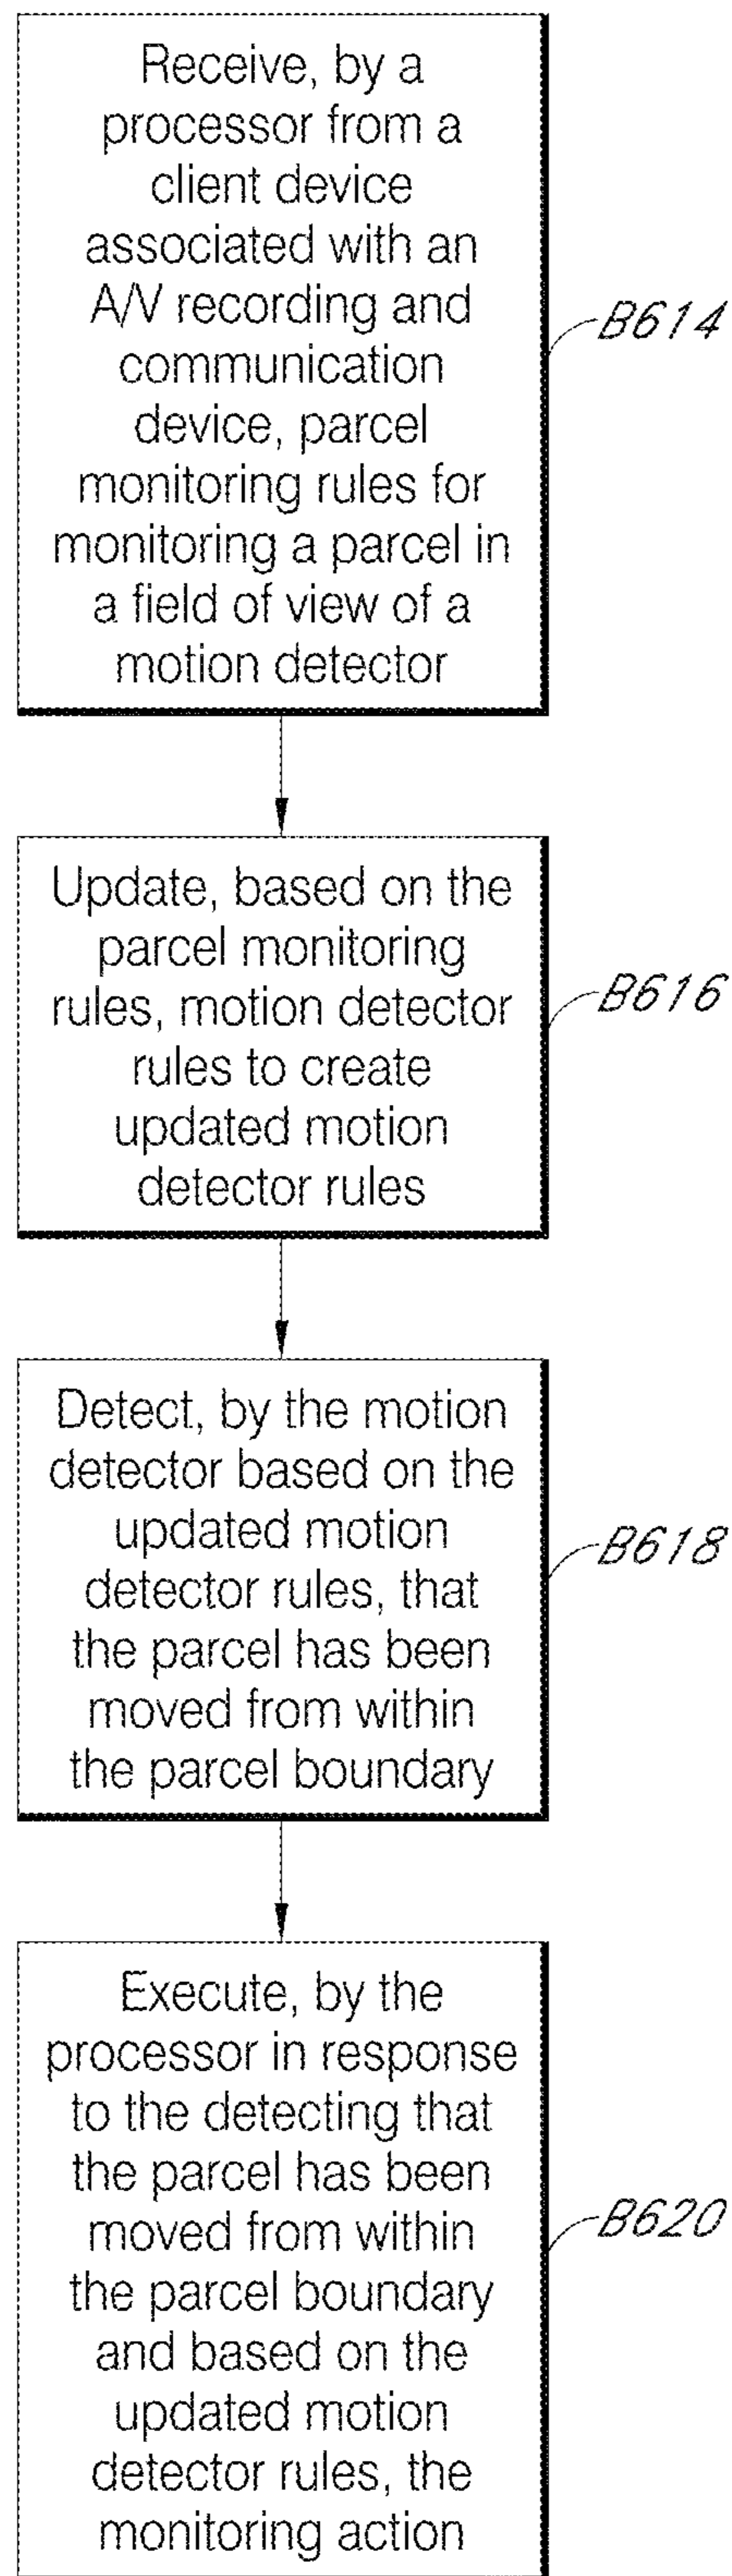 Receive, by a
processor from a
client device
associated with an
A/V recording and
communication
device, parcel
monitoring rules for
monitoring a parcel in
a field of view of a
motion detector
B614
Update, based on the
parcel monitoring
rules, motion detector
rules to create
updated motion
detector rules
B616
Detect, by the motion
detector based on the
updated motion
detector rules, that
the parcel has been
moved from within
the parcel boundary
B618
Execute, by the
processor in response
to the detecting that
the parcel has been
moved from within
the parcel boundary
and based on the
updated motion
detector rules, the
monitoring action
B620